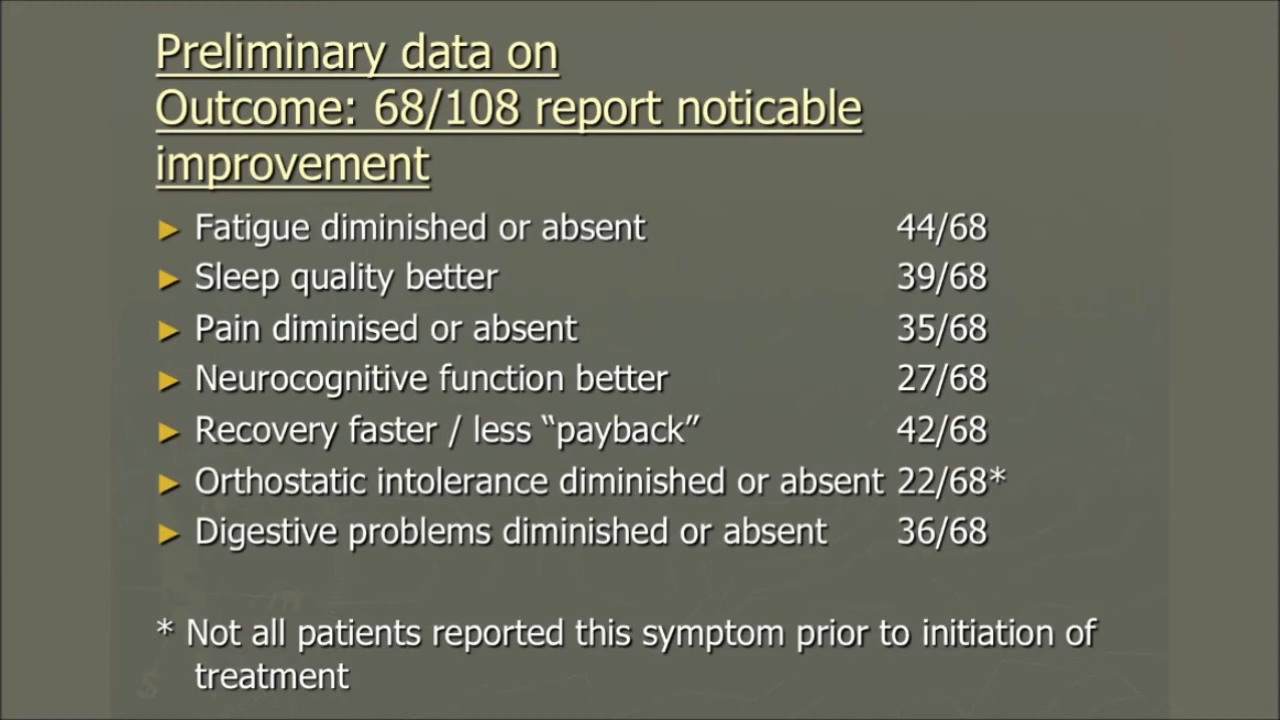 Preliminary data on
Outcome: 68/108 report noticable
improvement
► Fatigue diminished or absent 44/68
► Sleep quality better 39/68
► Pain diminised or absent 35/68
► Neurocognitive function better 27/68
► Recovery faster / less “payback” 42/68
► Orthostatic intolerance diminished or absent 22/68*
► Digestive problems diminished or absent 36/68
* Not all patients reported this symptom prior to initiation of
treatment